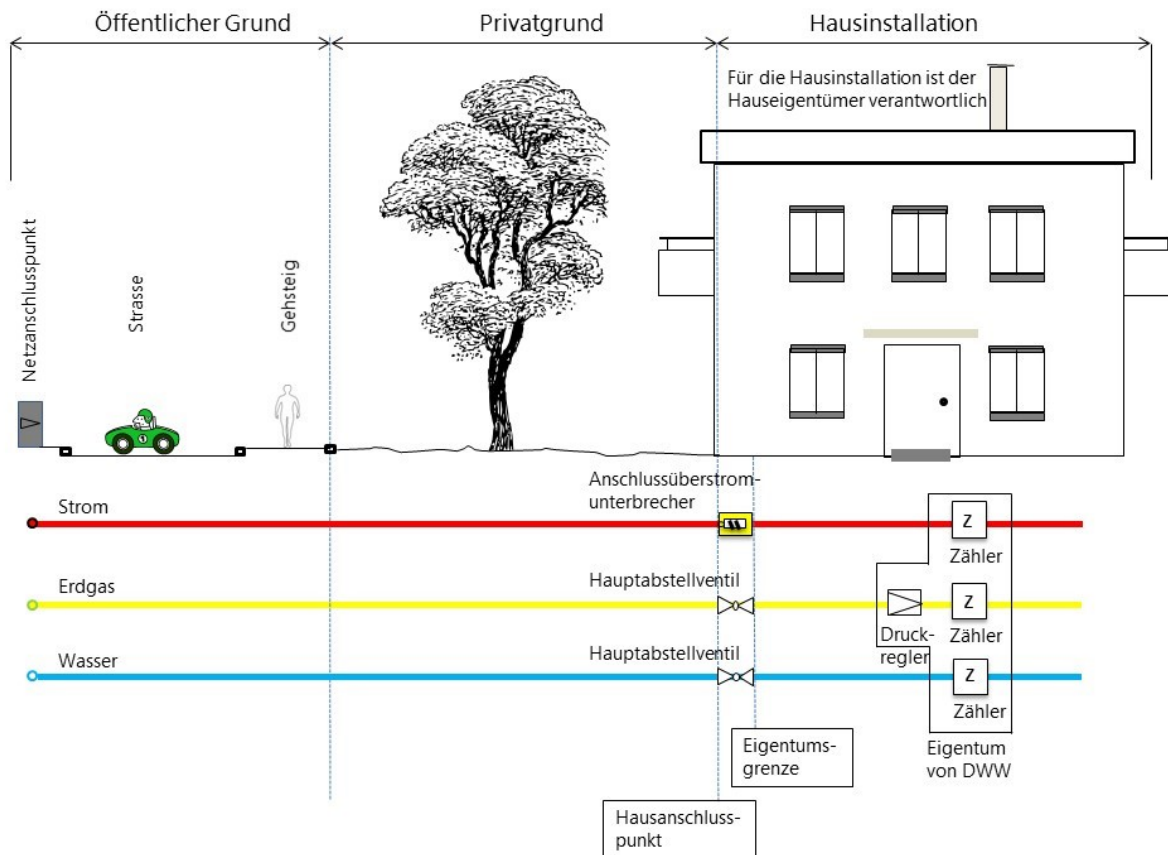 Öffentlicher Grund
Privatgrund
Hausinstallation
Für die Hausinstallation ist der
Hauseigentümer verantwortlich
Netzanschlusspunkt
Strasse
Gehsteig
1
Anschlussüberstrom-
unterbrecher
Strom
Z
Zähler
Erdgas
Hauptabstellventil
Z
Druck-
regler
Zähler
Wasser
Hauptabstellventil
Z
Zähler
Eigentums-
grenze
Eigentum
von DWW
Hausanschluss-
punkt